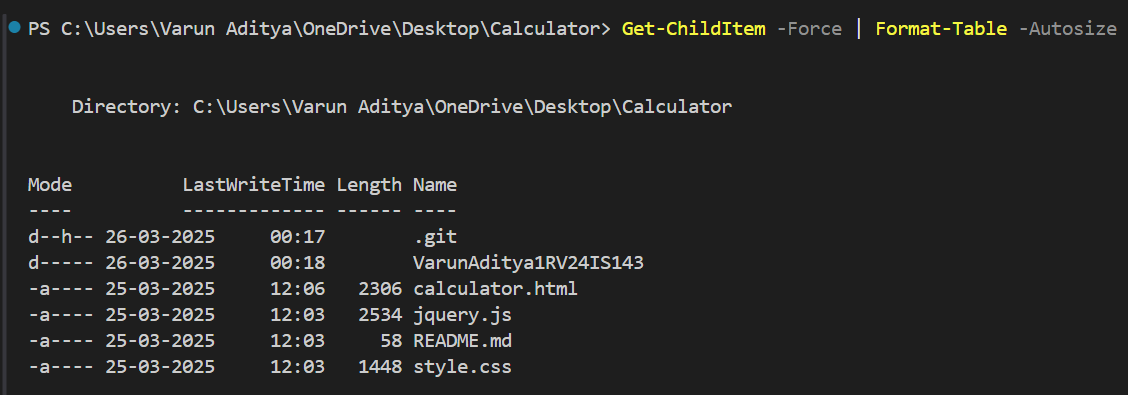 PS C:\Users\Varun Aditya\OneDrive\Desktop\Calculator> Get-ChildItem -Force | Format-Table -Autosize
Directory: C:\Users\Varun Aditya\OneDrive\Desktop\Calculator
Mode LastWriteTime Length Name
---- ------------- ------ ----
d--h-- 26-03-2025 00:17 .git
d----- 26-03-2025 00:18 VarunAditya1RV24IS143
-a---- 25-03-2025 12:06 2306 calculator.html
-a---- 25-03-2025 12:03 2534 jquery.js
-a---- 25-03-2025 12:03 58 README.md
-a---- 25-03-2025 12:03 1448 style.css